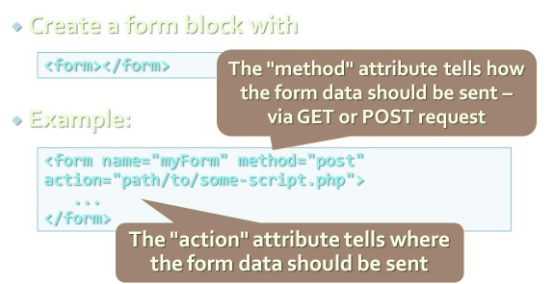 Create a form block with
<form></form>
The "method" attribute tells how
the form data should be sent –
via GET or POST request
Example:
<form name="myForm" method="post"
action="path/to/some-script.php">
...
</form>
The "action" attribute tells where
the form data should be sent